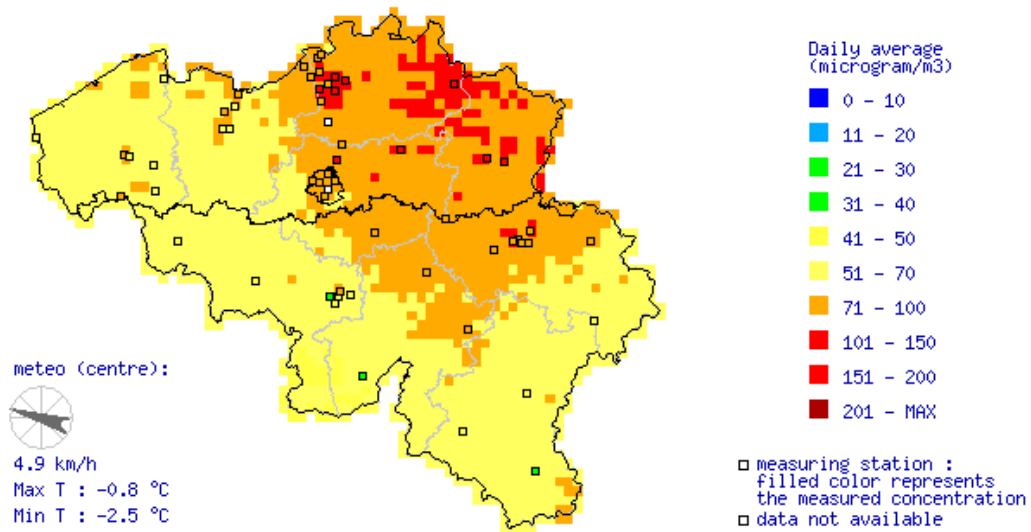 Daily average
(microgram/m3)
0 - 10
11 - 20
21 - 30
31 - 40
41 - 50
51 - 70
71 - 100
101 - 150
151 - 200
201 - MAX
meteo (centre):
4.9 km/h
Max T : -0.8 °C
Min T : -2.5 °C
measuring station :
filled color represents
the measured concentration
data not available